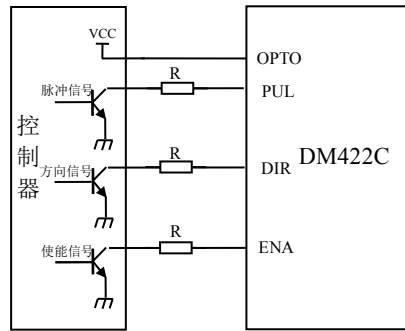 VCC
OPTO
R
PUL
脉冲信号
控制器
R
方向信号
DIR
DM422C
R
使能信号
ENA